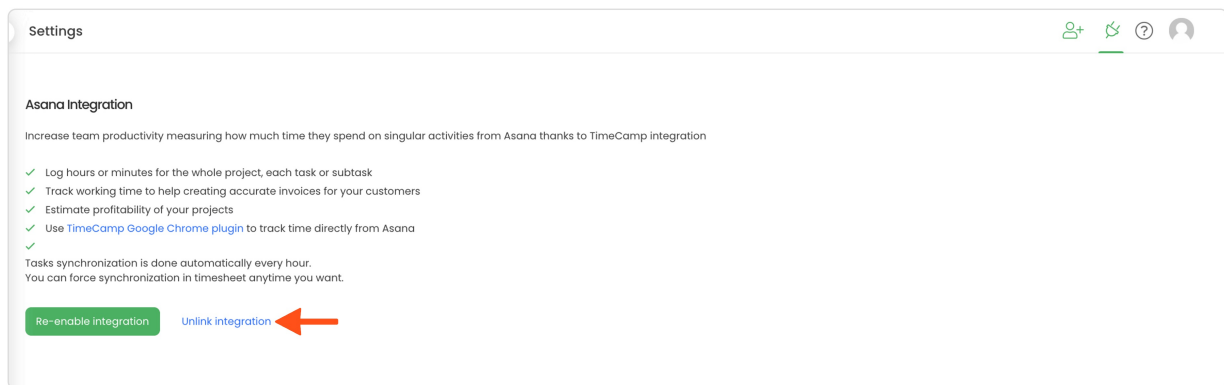 Settings
Asana Integration
Increase team productivity measuring how much time they spend on singular activities from Asana thanks to TimeCamp integration
Log hours or minutes for the whole project, each task or subtask
Track working time to help creating accurate invoices for your customers
Estimate profitability of your projects
Use TimeCamp Google Chrome plugin to track time directly from Asana
Tasks synchronization is done automatically every hour.
You can force synchronization in timesheet anytime you want.
Re-enable integration Unlink integration